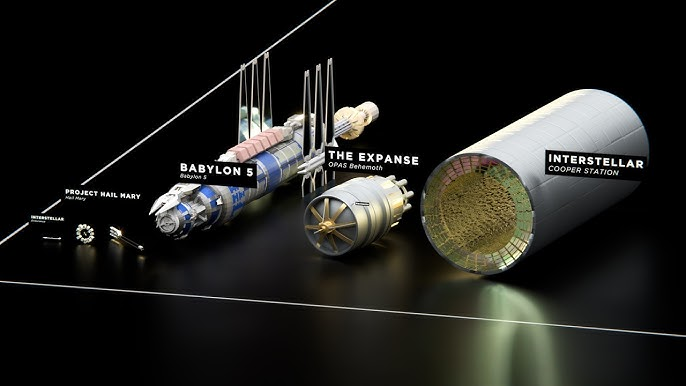 INTERSTELLAR
PROJECT HAIL MARY
Hail Mary
BABYLON 5
Babylon 5
THE EXPANSE
OPAS Behemoth
INTERSTELLAR
COOPER STATION